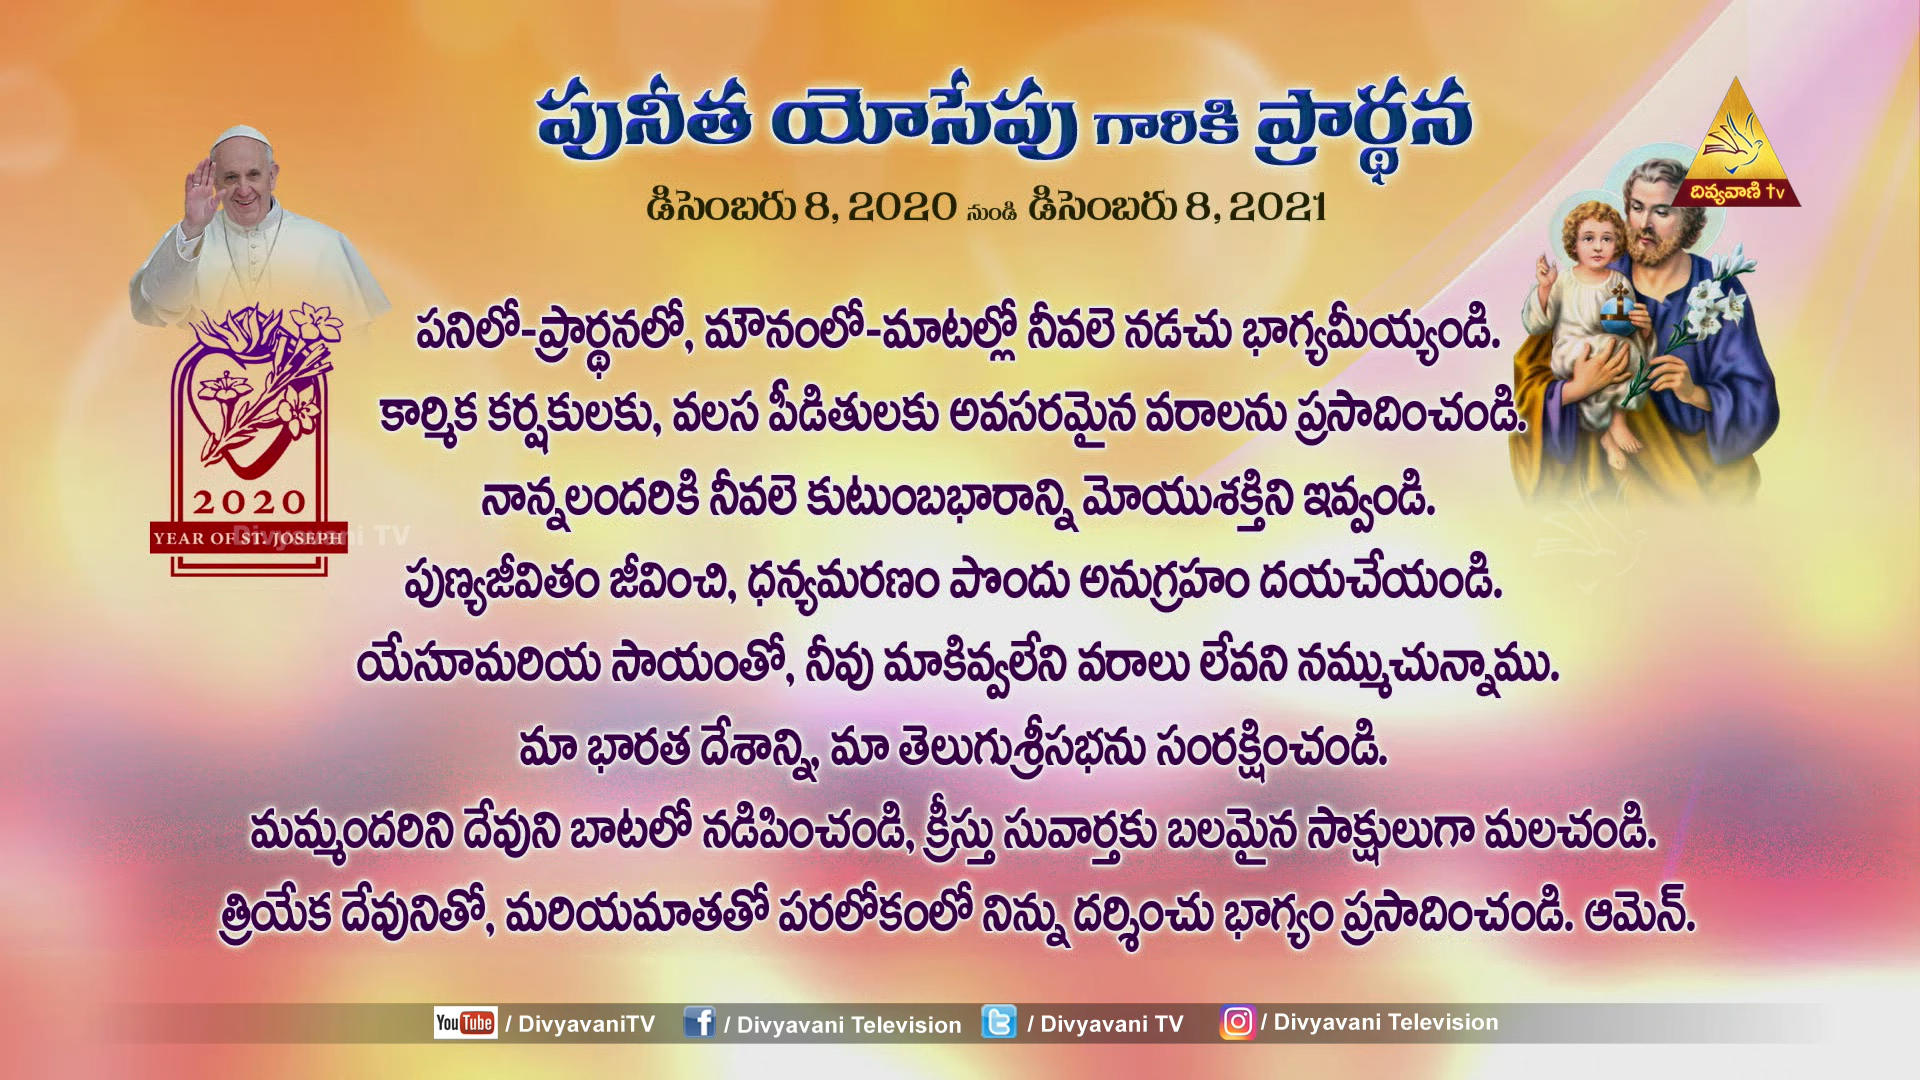 పునీత యోసేపు గారికి ప్రార్థన
డిసెంబరు 8, 2020 నుండి డిసెంబరు 8, 2021
దివ్యవాణి tv
పనిలో-ప్రార్థనలో, మౌనంలో-మాటల్లో నీవలె నడచు భాగ్యమీయ్యండి.
కార్మిక కర్షకులకు, వలస పీడితులకు అవసరమైన వరాలను ప్రసాదించండి.
నాన్నలందరికి నీవలె కుటుంబభారాన్ని మోయుశక్తిని ఇవ్వండి.
2020
YEAR OF ST. JOSEPH
Divyavani TV
పుణ్యజీవితం జీవించి, ధన్యమరణం పొందు అనుగ్రహం దయచేయండి.
యేసూమరియ సాయంతో, నీవు మాకివ్వలేని వరాలు లేవని నమ్ముచున్నాము.
మా భారత దేశాన్ని, మా తెలుగుశ్రీసభను సంరక్షించండి.
మమ్మందరిని దేవుని బాటలో నడిపించండి, క్రీస్తు సువార్తకు బలమైన సాక్షులుగా మలచండి.
త్రియేక దేవునితో, మరియమాతతో పరలోకంలో నిన్ను దర్శించు భాగ్యం ప్రసాదించండి. ఆమెన్.
YouTube / DivyavaniTV f / Divyavani Television / Divyavani TV / Divyavani Television